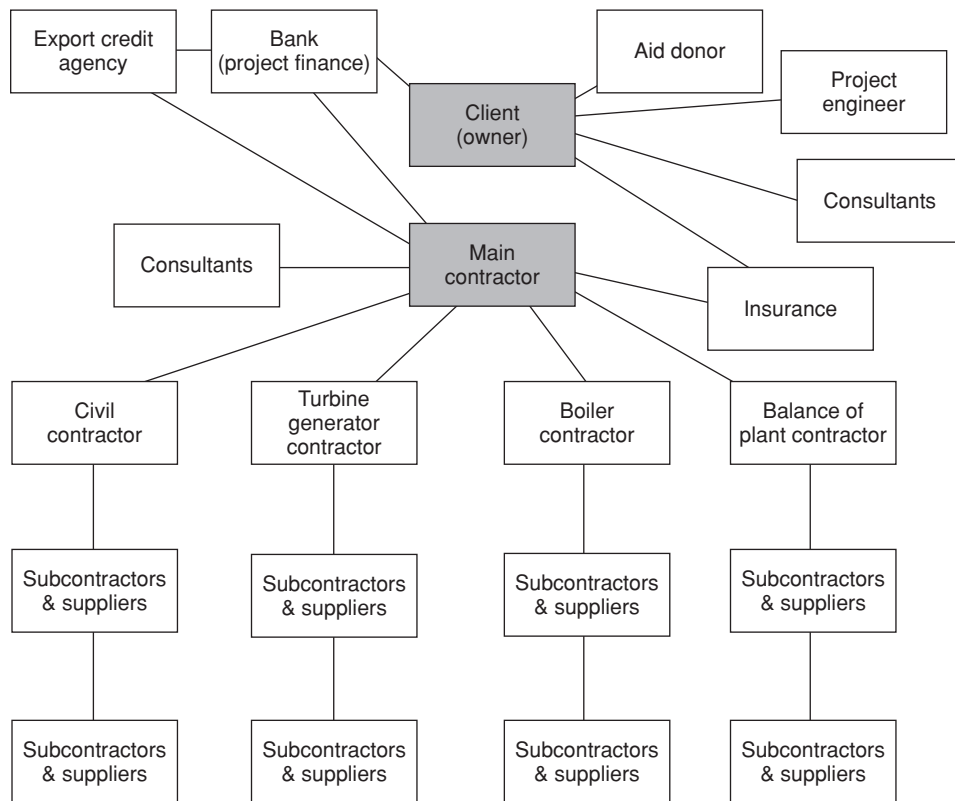 Export credit
agency
Bank
(project finance)
Aid donor
Project
engineer
Client
(owner)
Consultants
Consultants
Main
contractor
Insurance
Civil
contractor
Turbine
generator
contractor
Boiler
contractor
Balance of
plant contractor
Subcontractors
& suppliers
Subcontractors
& suppliers
Subcontractors
& suppliers
Subcontractors
& suppliers
Subcontractors
& suppliers
Subcontractors
& suppliers
Subcontractors
& suppliers
Subcontractors
& suppliers